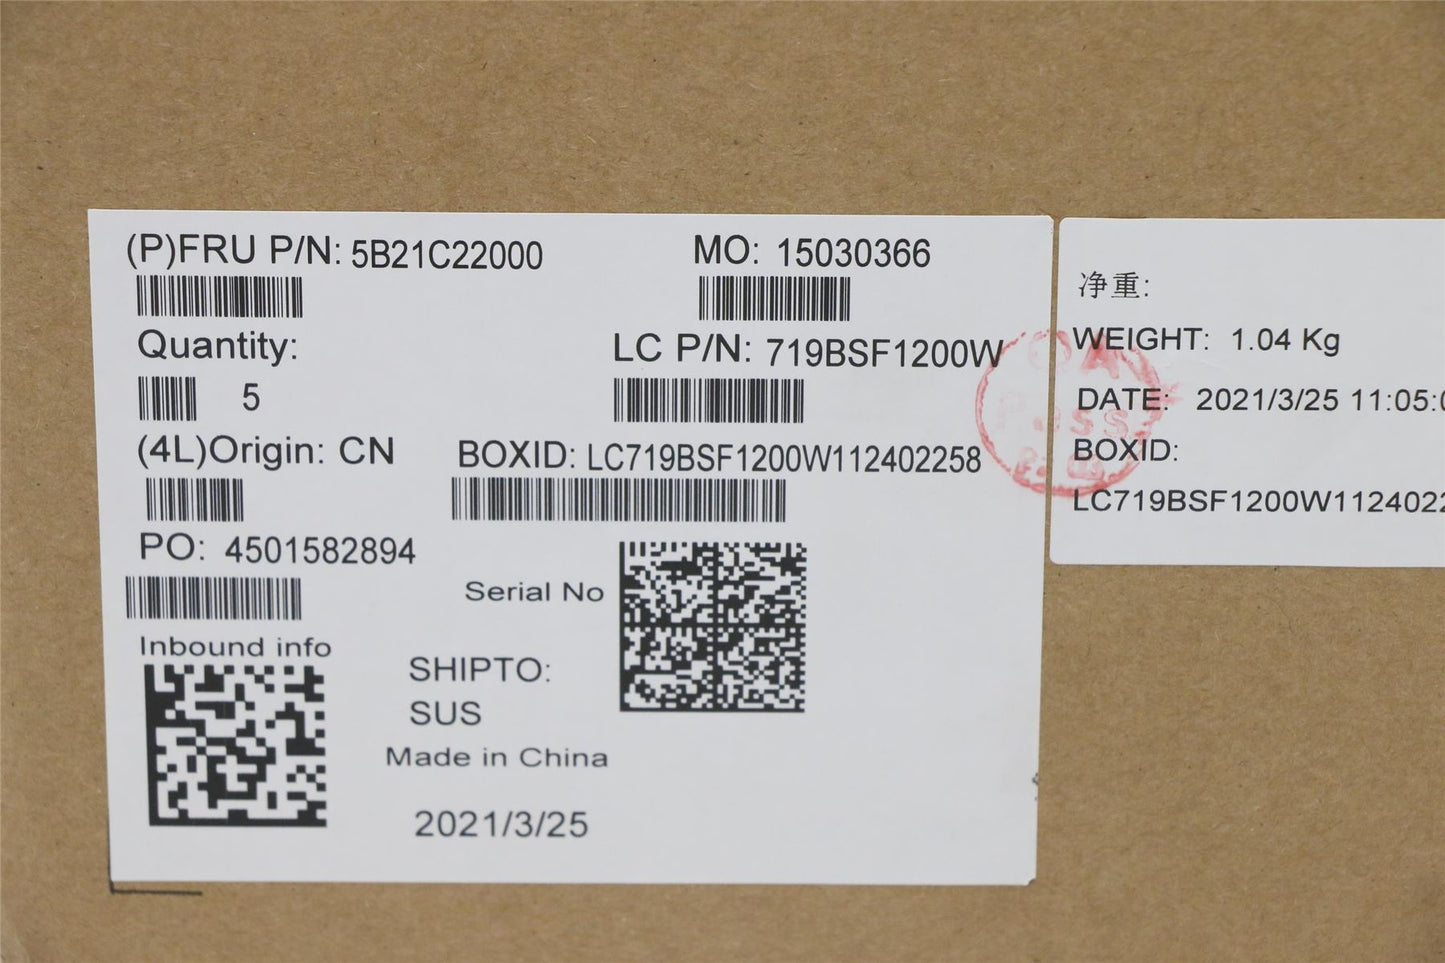 (P)FRU P/N: 5B21C22000
MO: 15030366
Quantity:
5
LC P/N: 719BSF1200W
(4L)Origin: CN
BOXID: LC719BSF1200W112402258
PO: 4501582894
Serial No
Inbound info
SHIPTO:
SUS
Made in China
2021/3/25
净重:
WEIGHT: 1.04 Kg
DATE: 2021/3/25 11:05:
BOXID:
LC719BSF1200W112402
Pass